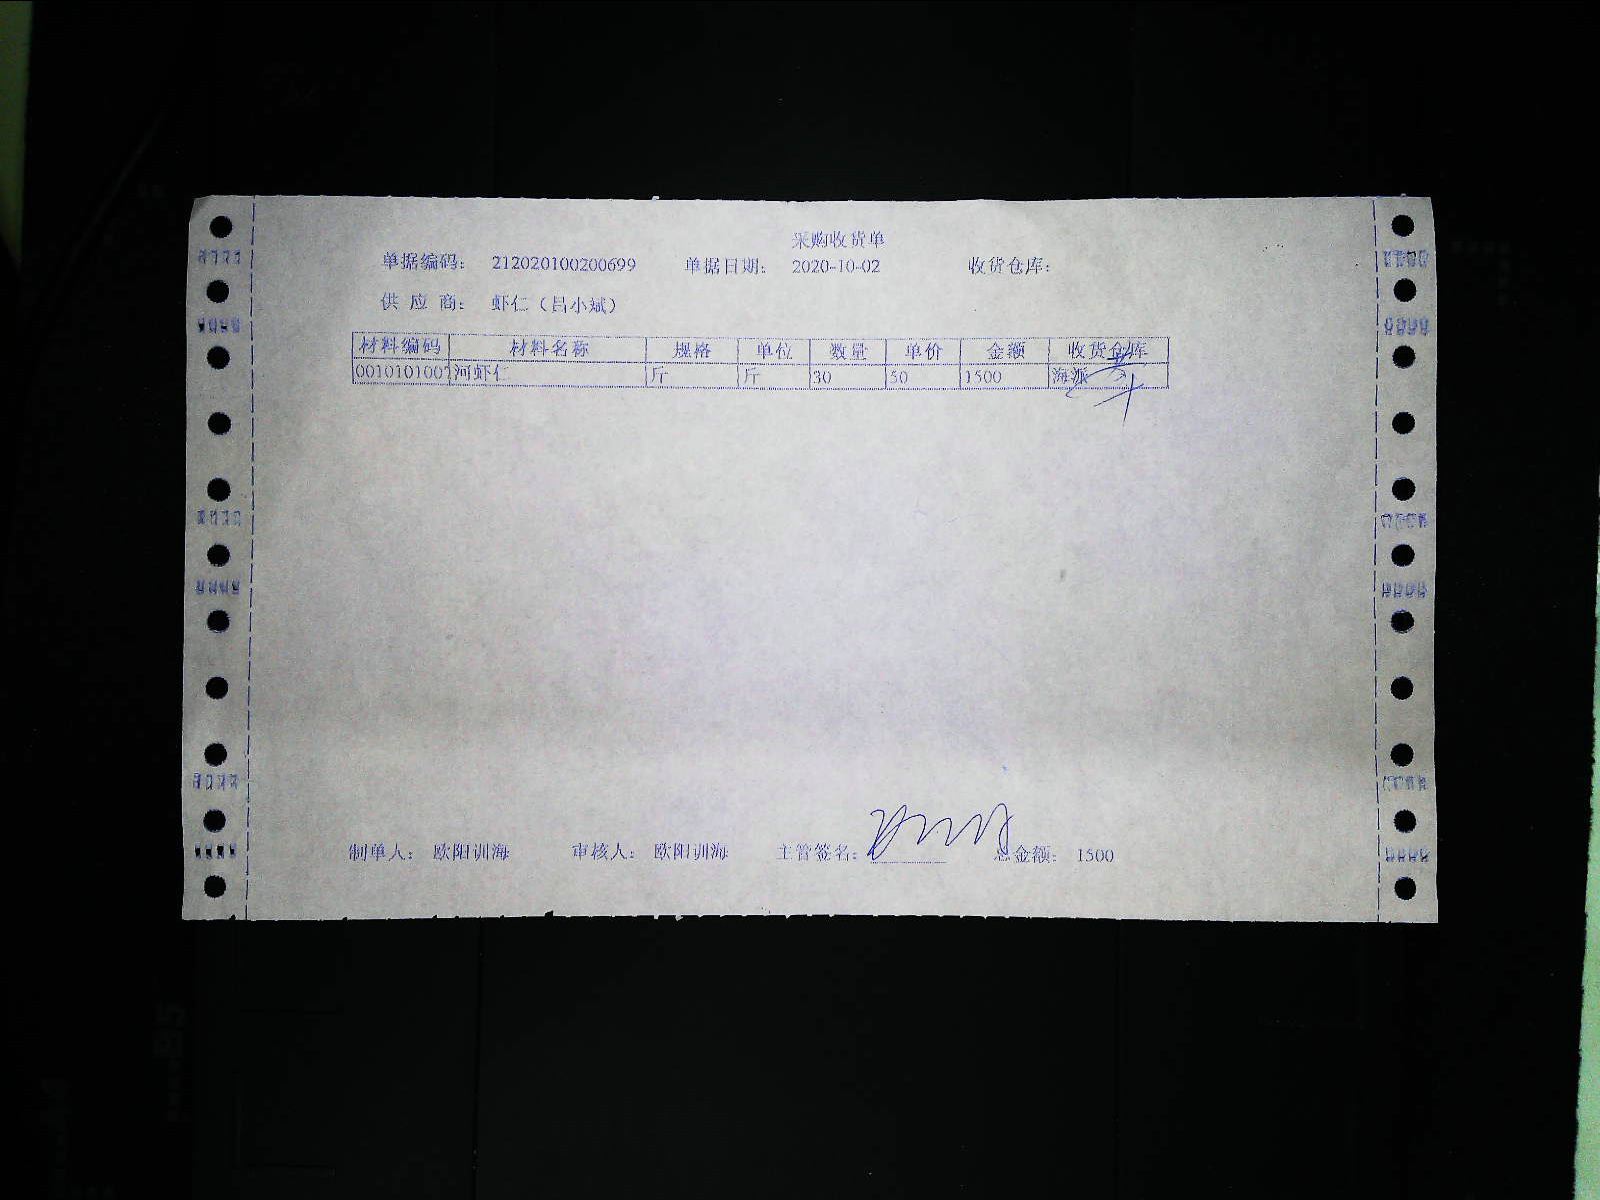 采购收货单
单据编码: 212020100200699 单据日期: 2020-10-02 收货仓库:
供 应 商: 虾仁（吕小斌）
材料编码 材料名称 规格 单位 数量 单价 金额 收货仓库
0010101007 河虾仁 斤 斤 30 50 1500 海派
制单人: 欧阳训海 审核人: 欧阳训海 主管签名: 总金额: 1500